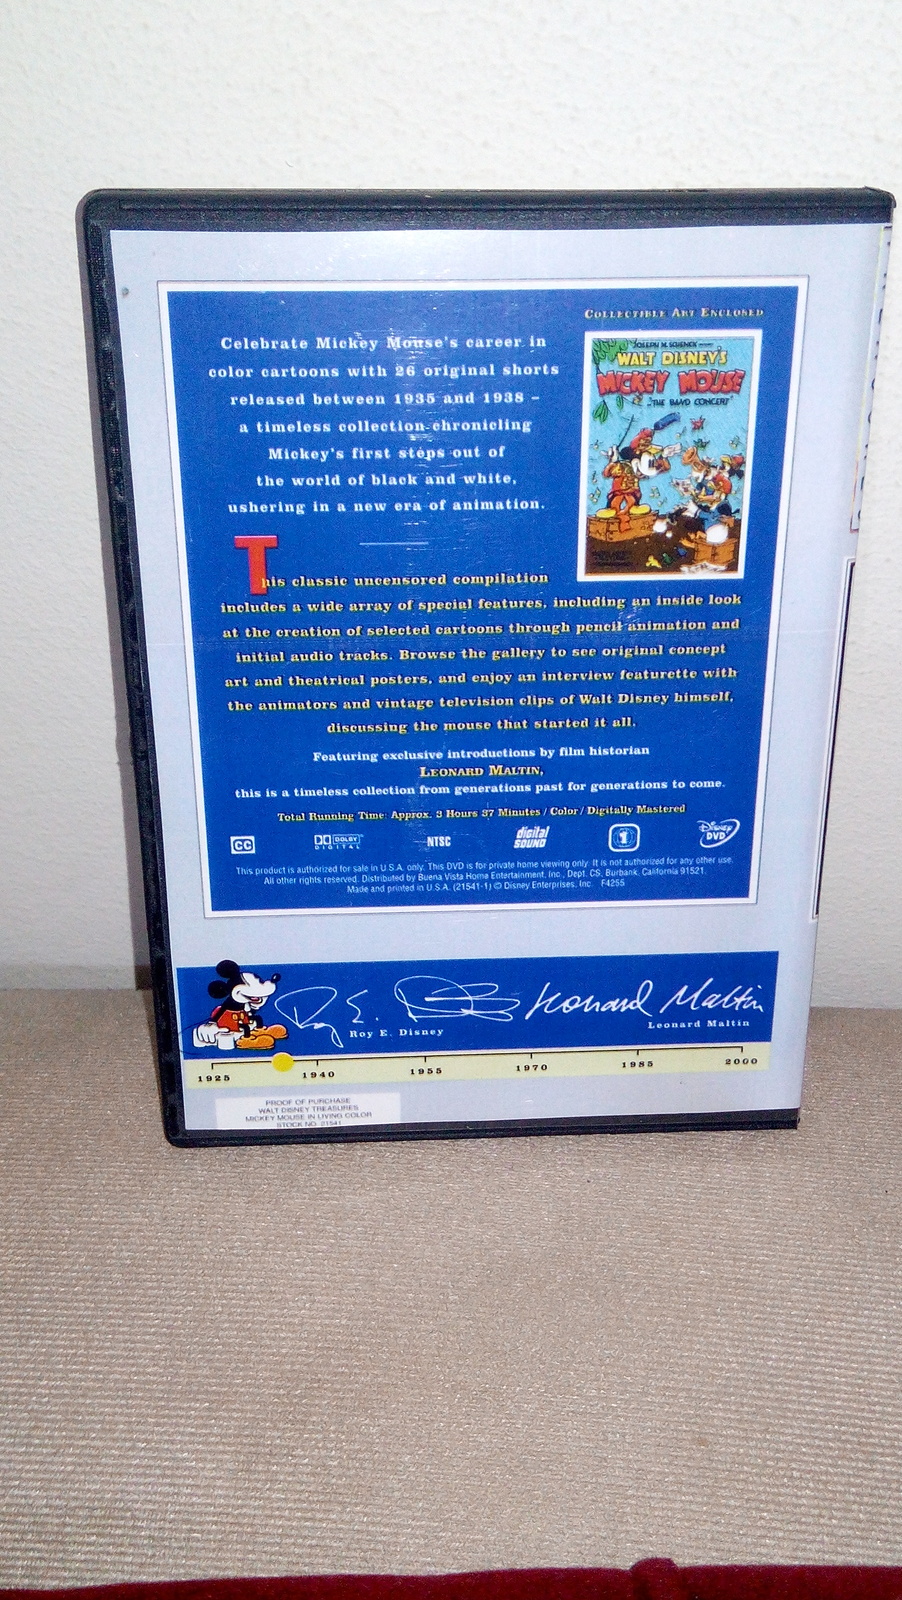 Collectible Art Enclosed
Celebrate Mickey Mouse's career in
color cartoons with 26 original shorts
released between 1935 and 1938 –
a timeless collection chronicling
Mickey's first steps out of
the world of black and white,
ushering in a new era of animation.
JOSEPH M. SCHENCK
WALT DISNEY'S
MICKEY MOUSE
"THE BAND CONCERT"
This classic uncensored compilation
includes a wide array of special features, including an inside look
at the creation of selected cartoons through pencil animation and
initial audio tracks. Browse the gallery to see original concept
art and theatrical posters, and enjoy an interview featurette with
the animators and vintage television clips of Walt Disney himself,
discussing the mouse that started it all.
Featuring exclusive introductions by film historian
Leonard Maltin,
this is a timeless collection from generations past for generations to come.
Total Running Time: Approx. 3 Hours 37 Minutes / Color / Digitally Mastered
CC DOLBY DIGITAL NTSC digital SOUND 1 Disney DVD
This product is authorized for sale in U.S.A. only. This DVD is for private home viewing only. It is not authorized for any other use.
All other rights reserved. Distributed by Buena Vista Home Entertainment, Inc., Dept. CS, Burbank, California 91521.
Made and printed in U.S.A. (21541-1) © Disney Enterprises, Inc. F4255
Roy E. Disney Leonard Maltin
Roy E. Disney
Leonard Maltin
1925 1940 1955 1970 1985 2000
PROOF OF PURCHASE
WALT DISNEY TREASURES
MICKEY MOUSE IN LIVING COLOR
STOCK NO. 21541